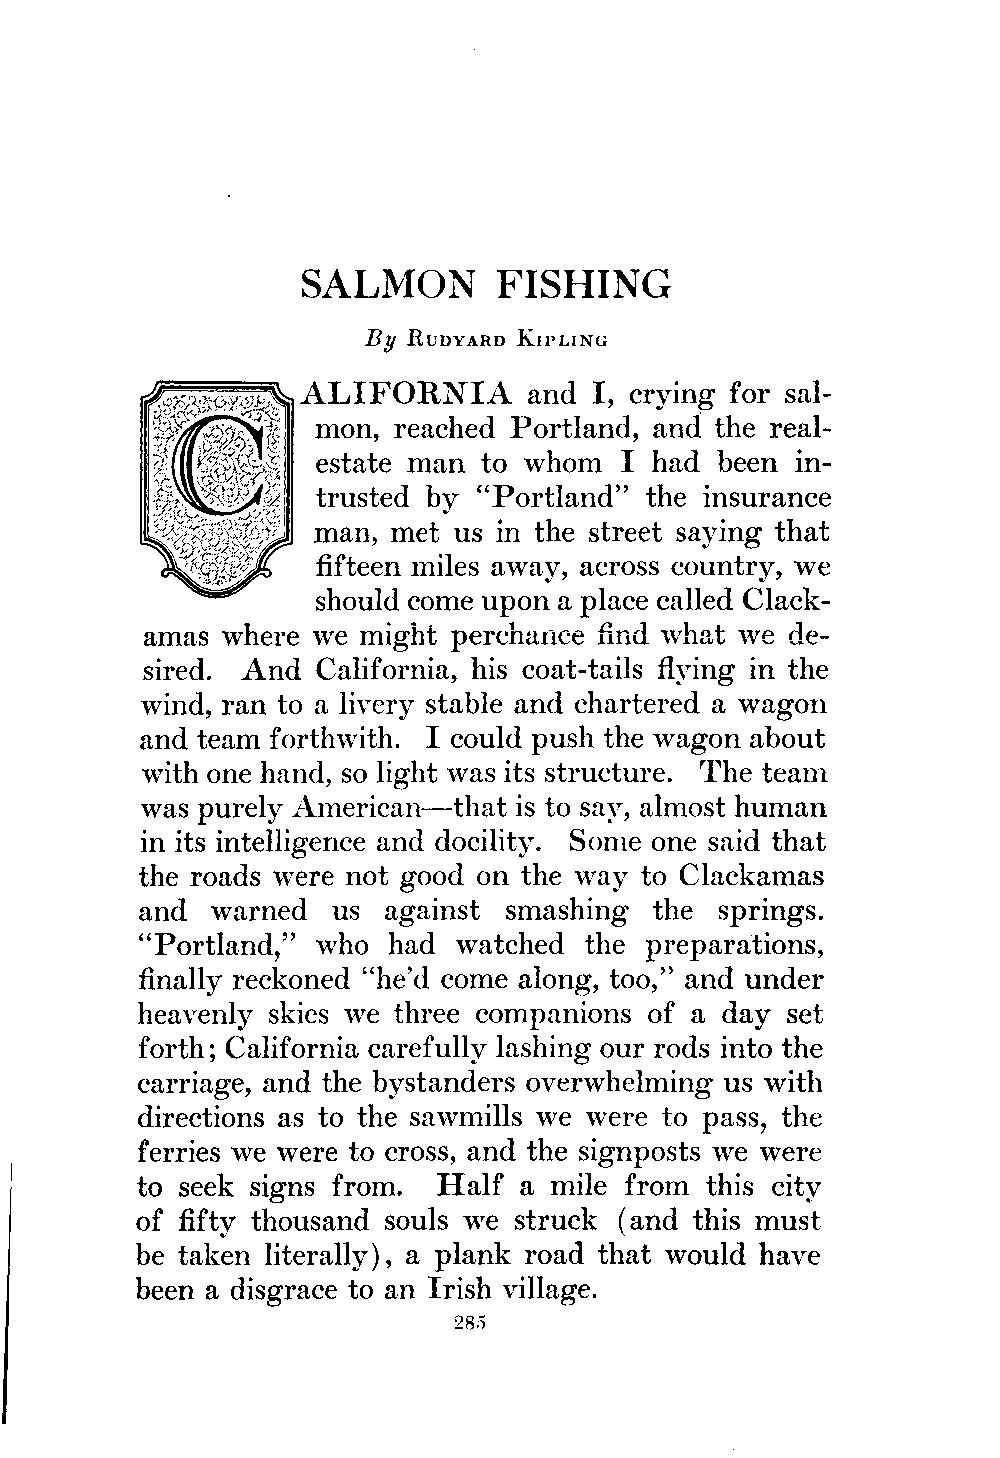 SALMON FISHING
By RUDYARD KIPLING
CALIFORNIA and I, crying for sal-
mon, reached Portland, and the real-
estate man to whom I had been in-
trusted by “Portland” the insurance
man, met us in the street saying that
fifteen miles away, across country, we
should come upon a place called Clack-
amas where we might perchance find what we de-
sired. And California, his coat-tails flying in the
wind, ran to a livery stable and chartered a wagon
and team forthwith. I could push the wagon about
with one hand, so light was its structure. The team
was purely American—that is to say, almost human
in its intelligence and docility. Some one said that
the roads were not good on the way to Clackamas
and warned us against smashing the springs.
“Portland,” who had watched the preparations,
finally reckoned “he’d come along, too,” and under
heavenly skies we three companions of a day set
forth; California carefully lashing our rods into the
carriage, and the bystanders overwhelming us with
directions as to the sawmills we were to pass, the
ferries we were to cross, and the signposts we were
to seek signs from. Half a mile from this city
of fifty thousand souls we struck (and this must
be taken literally), a plank road that would have
been a disgrace to an Irish village.
285